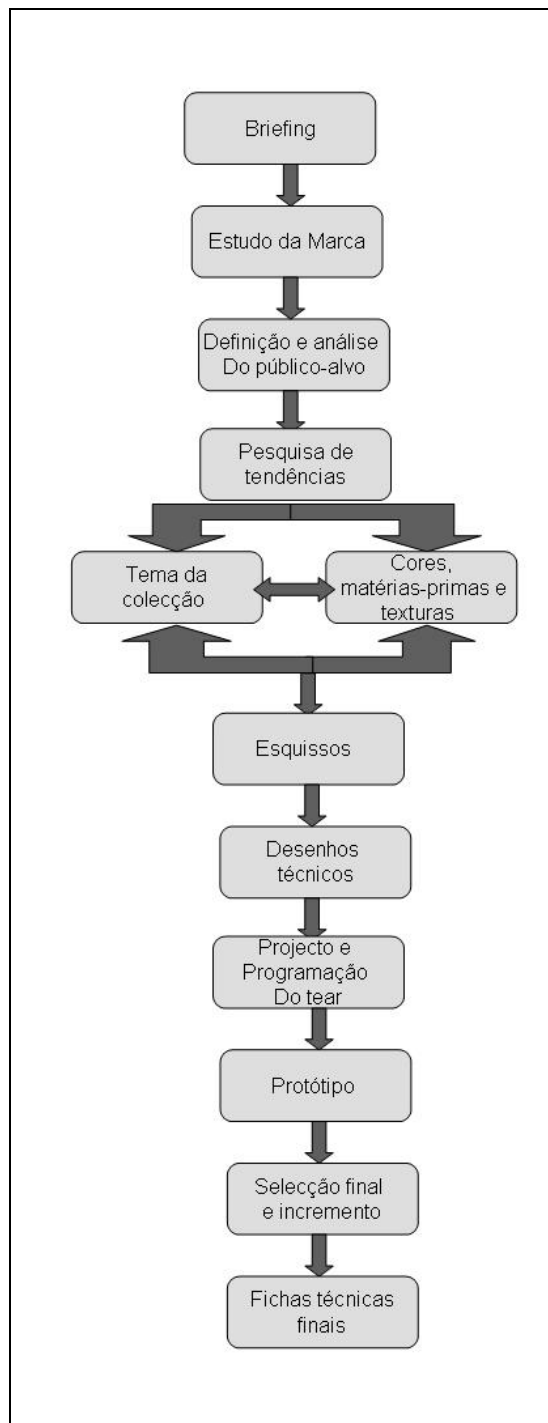 Briefing
Estudo da Marca
Definição e análise
Do público-alvo
Pesquisa de
tendências
Tema da
colecção
Cores,
matérias-primas e
texturas
Esquissos
Desenhos
técnicos
Projecto e
Programação
Do tear
Protótipo
Selecção final
e incremento
Fichas técnicas
finais